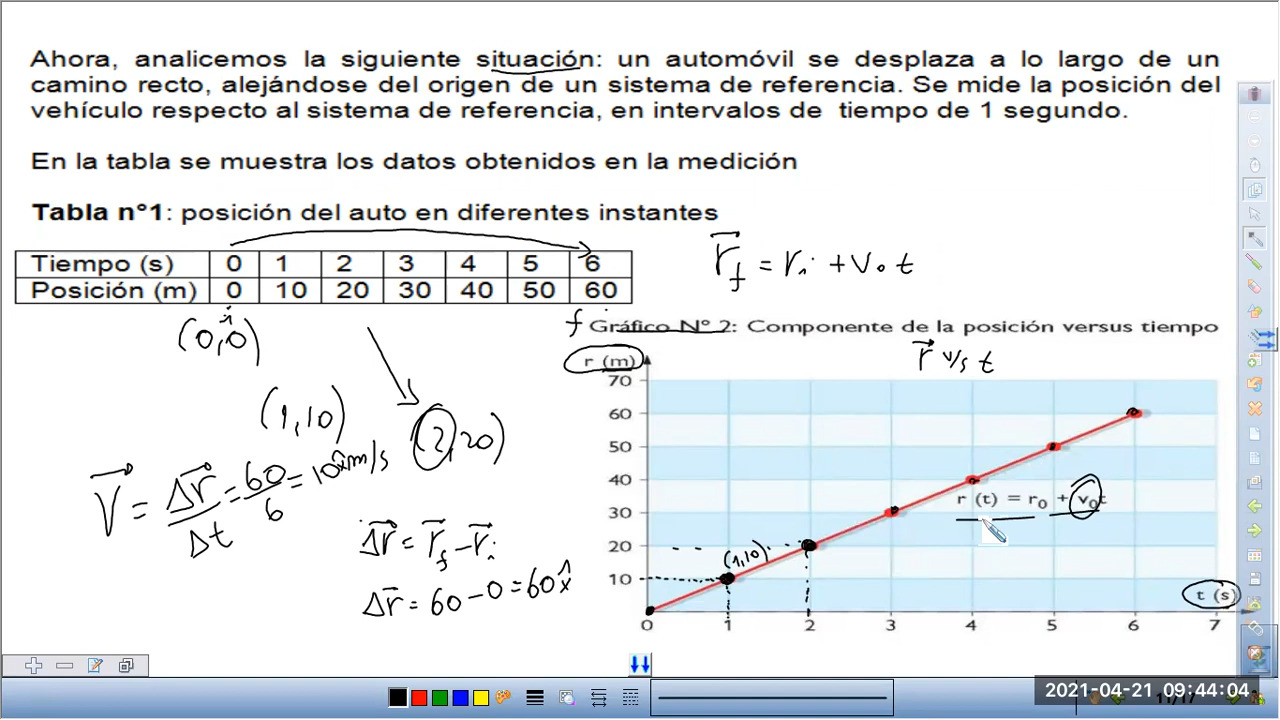 Ahora, analicemos la siguiente situación: un automóvil se desplaza a lo largo de un
camino recto, alejándose del origen de un sistema de referencia. Se mide la posición del
vehículo respecto al sistema de referencia, en intervalos de tiempo de 1 segundo.
En la tabla se muestra los datos obtenidos en la medición
Tabla n°1: posición del auto en diferentes instantes
Tiempo (s) 0 1 2 3 4 5 6
Posición (m) 0 10 20 30 40 50 60
i f
(0,0)
(1,10)
(2,20)
V⃗ = Δr⃗/Δt = 60/6 = 10 x̂ m/s
Δr⃗ = r⃗f - r⃗i
Δr⃗ = 60 - 0 = 60 x̂
r⃗f = ri + v0 t
Gráfico N° 2: Componente de la posición versus tiempo
r⃗ v/s t
r (m)
70
60
50
40
30
20
10
0 1 2 3 4 5 6 7
(1,10)
r (t) = r0 + v0t
t (s)
11/17
2021-04-21 09:44:04